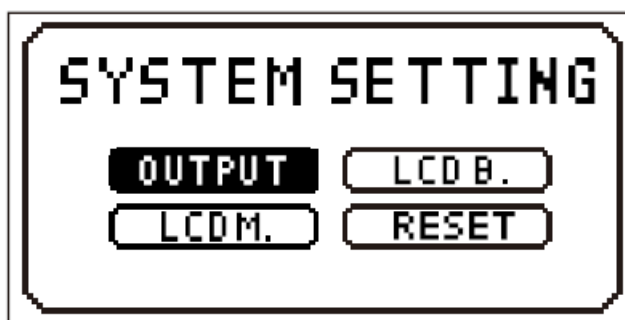 SYSTEM SETTING
OUTPUT LCD B.
LCD M. RESET